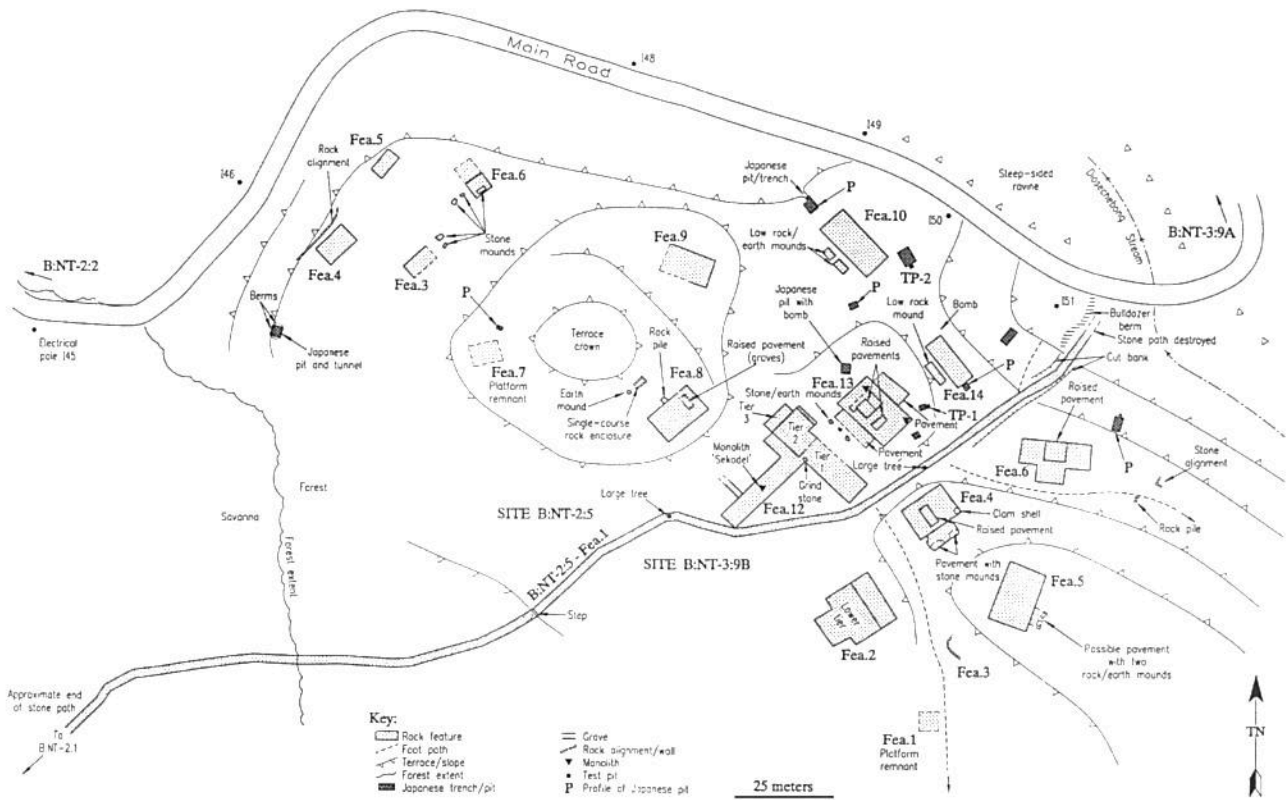 Main Road
I48
I49
I46
Fea.5
Rock
alignment
Fea.6
Japanese
pit/trench
P
Steep-sided
ravine
Stream
I50
B:NT-3:9A
Fea.10
Low rock/
earth mounds
Stone
mounds
Fea.9
Fea.4
Fea.3
TP-2
B:NT-2:2
P
P
Japanese
pit with
bomb
Low rock
mound
Bomb
I51
Bulldozer
berm
Stone path destroyed
Cut bank
Berms
Electrical
pole I45
Japanese
pit and tunnel
Terrace
crown
Rock
pile
Raised pavement
(graves)
Raised
pavements
Fea.7
Platform
remnant
Fea.8
Fea.13
Fea.14
P
Raised
pavement
Earth
mound
Single-course
rock enclosure
Stone/earth mounds
Tier
3
Tier
2
Tier
1
TP-1
Pavement
Pavement
Monolith
'Sekodel'
Large tree
Grind
stone
Fea.12
Fea.6
P
Stone
alignment
Forest
Savanna
Forest extent
SITE B:NT-2:5
Large tree
Fea.4
Clam shell
Raised pavement
Rock pile
SITE B:NT-3:9B
B:NT-2:5 - Fea.1
Pavement with
stone mounds
Fea.5
Step
Lower
tier
Fea.2
Fea.3
Possible pavement
with two
rock/earth mounds
Approximate end
of stone path
To
B:NT-2:1
Fea.1
Platform
remnant
TN
Key:
Rock feature
Foot path
Terrace/slope
Forest extent
Japanese trench/pit
Grave
Rock alignment/wall
Monolith
Test pit
P Profile of Japanese pit
25 meters